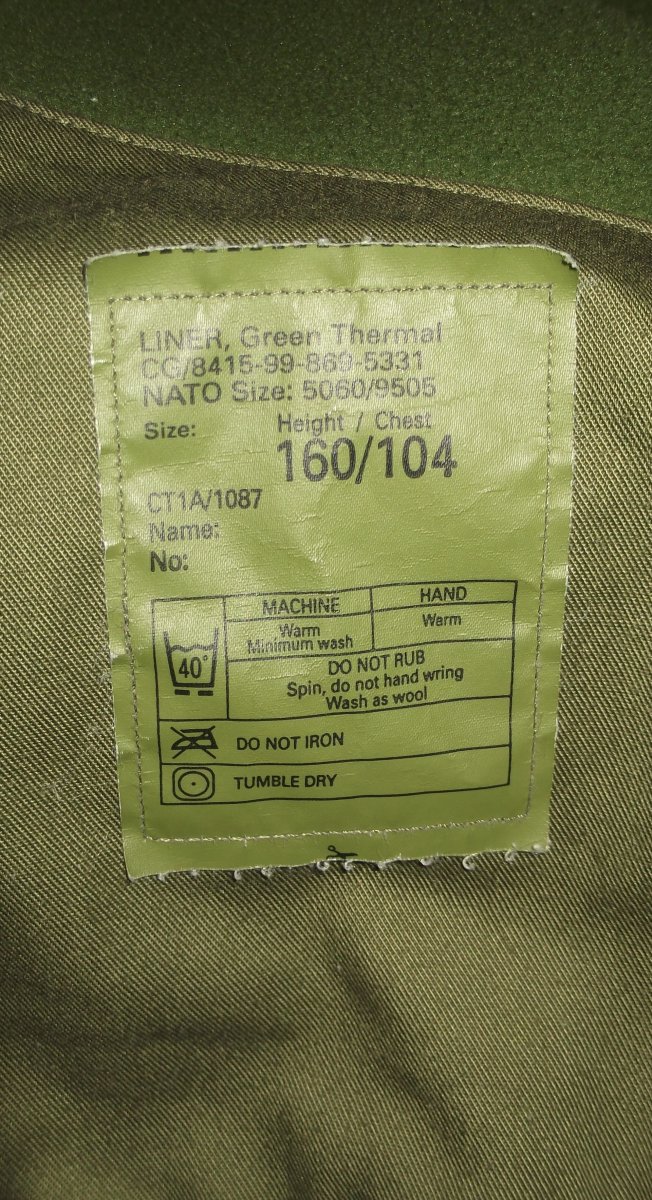 LINER, Green Thermal
CG/8415-99-869-5331
NATO Size: 5060/9505
Size: Height / Chest
160/104
CT1A/1087
Name:
No:
MACHINE HAND
Warm Warm
Minimum wash
40°
DO NOT RUB
Spin, do not hand wring
Wash as wool
DO NOT IRON
TUMBLE DRY